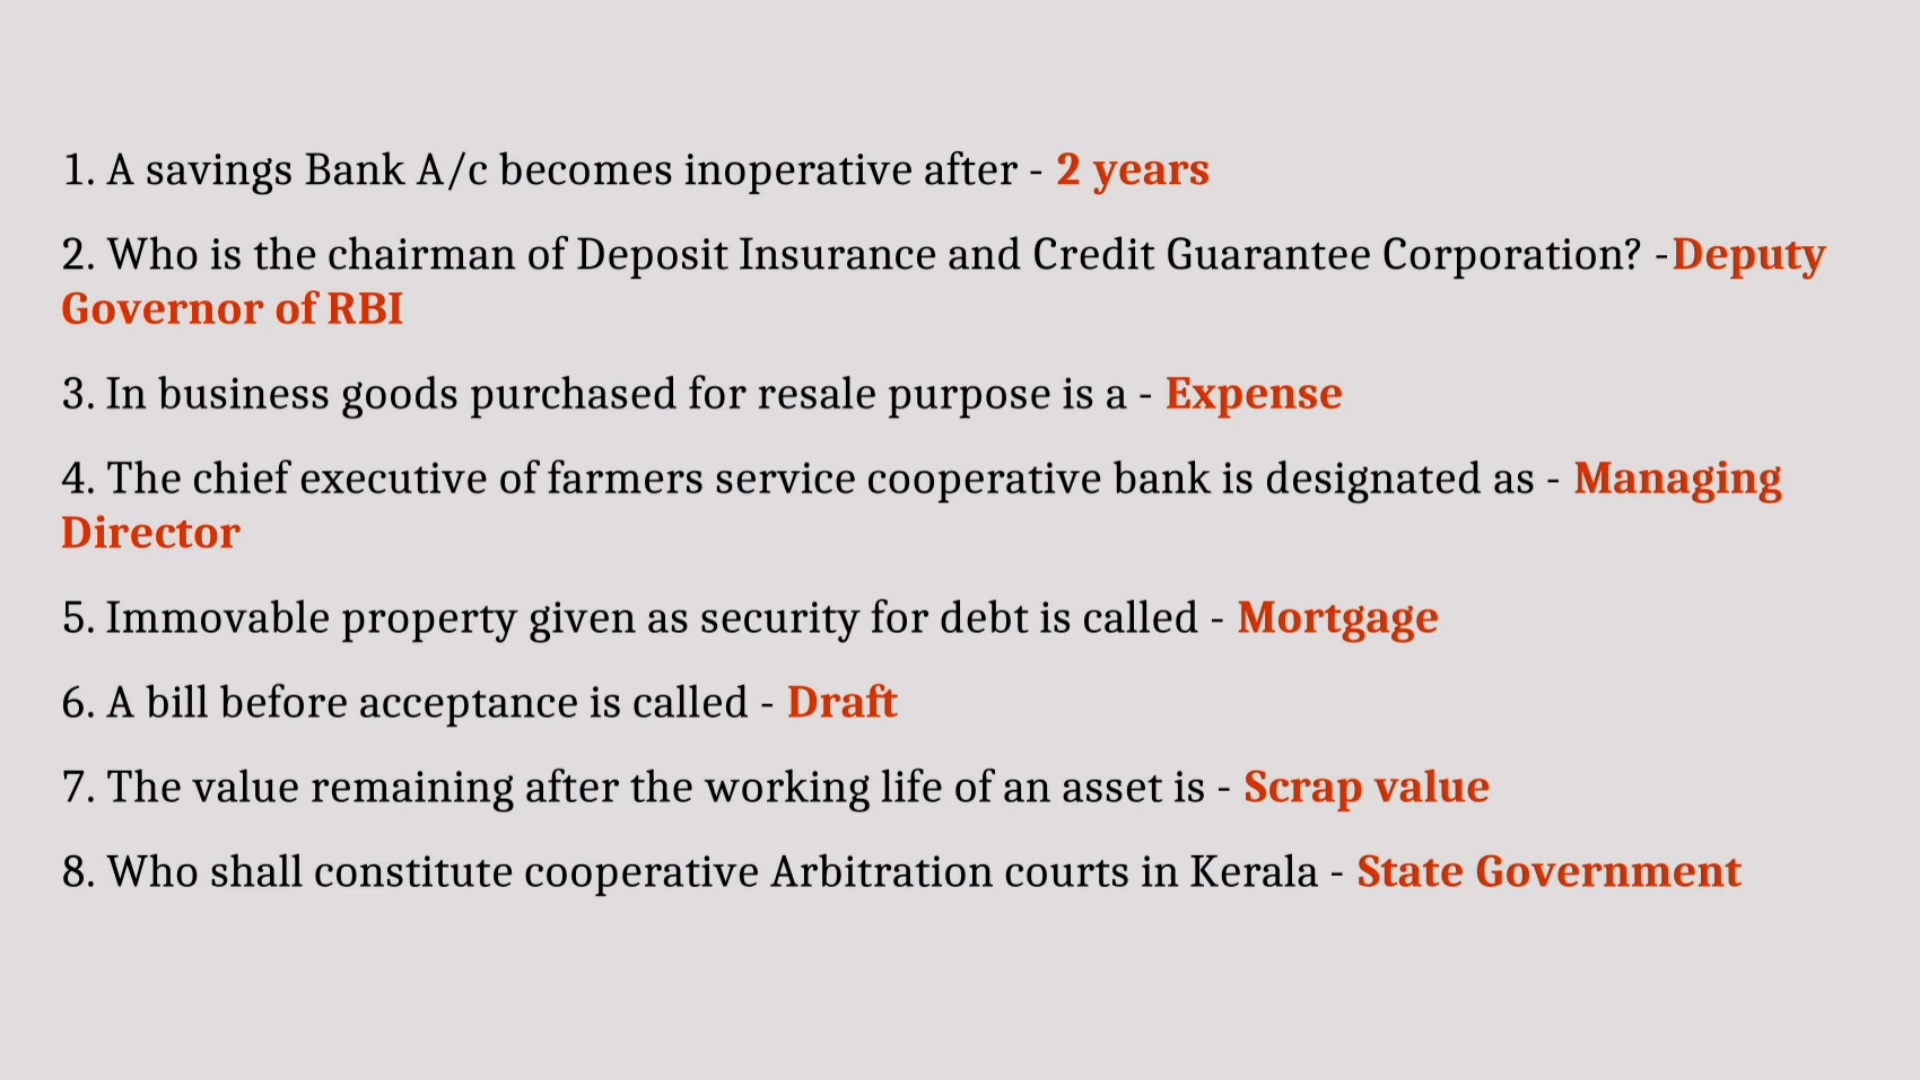 1. A savings Bank A/c becomes inoperative after - 2 years
2. Who is the chairman of Deposit Insurance and Credit Guarantee Corporation? -Deputy
Governor of RBI
3. In business goods purchased for resale purpose is a - Expense
4. The chief executive of farmers service cooperative bank is designated as - Managing
Director
5. Immovable property given as security for debt is called - Mortgage
6. A bill before acceptance is called - Draft
7. The value remaining after the working life of an asset is - Scrap value
8. Who shall constitute cooperative Arbitration courts in Kerala - State Government